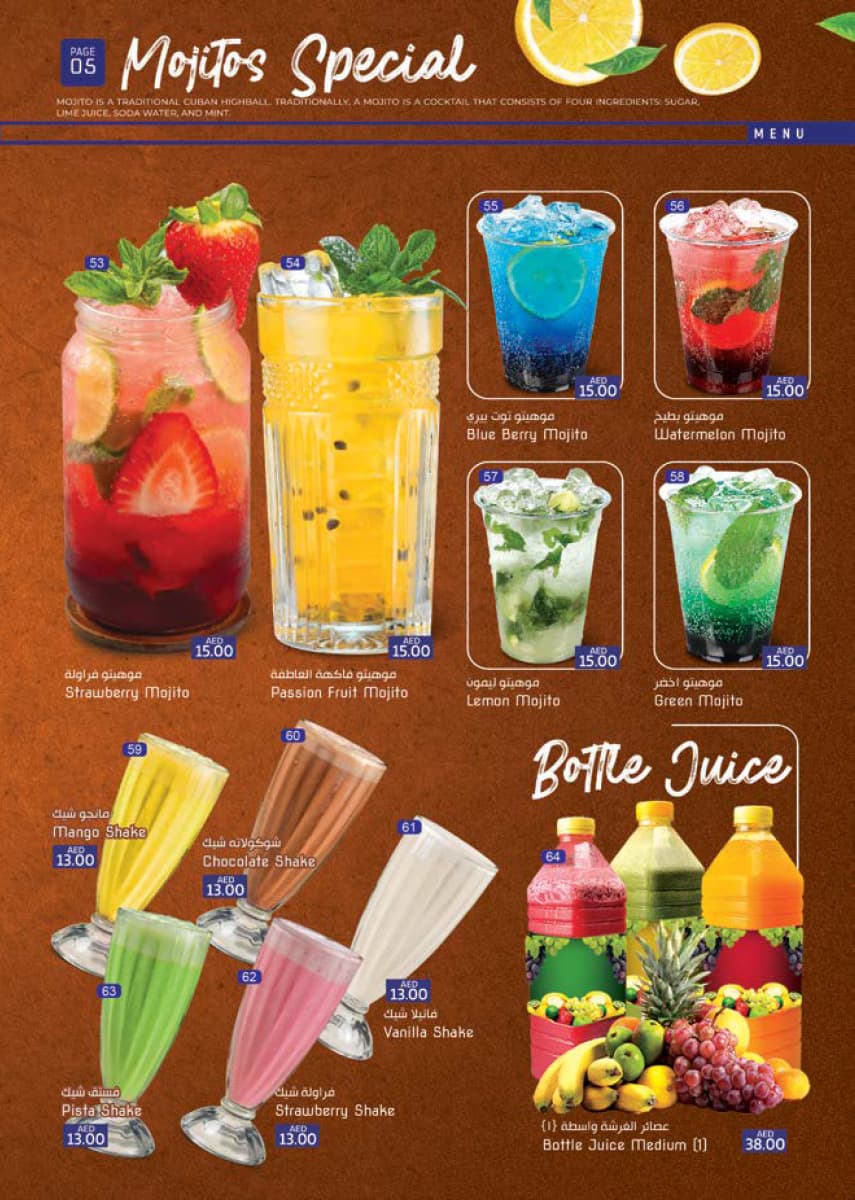 PAGE
05
Mojitos Special
MOJITO IS A TRADITIONAL CUBAN HIGHBALL. TRADITIONALLY, A MOJITO IS A COCKTAIL THAT CONSISTS OF FOUR INGREDIENTS: SUGAR,
LIME JUICE, SODA WATER, AND MINT.
MENU
53
AED
15.00
موهيتو فراولة
Strawberry Mojito
54
AED
15.00
موهيتو فاكهة العاطفة
Passion Fruit Mojito
55
AED
15.00
موهيتو توت بيري
Blue Berry Mojito
56
AED
15.00
موهيتو بطيخ
Watermelon Mojito
57
AED
15.00
موهيتو ليمون
Lemon Mojito
58
AED
15.00
موهيتو اخضر
Green Mojito
59
مانجو شيك
Mango Shake
AED
13.00
60
شوكولاته شيك
Chocolate Shake
AED
13.00
61
AED
13.00
فانيلا شيك
Vanilla Shake
63
فستق شيك
Pista Shake
AED
13.00
62
فراولة شيك
Strawberry Shake
AED
13.00
Bottle Juice
64
عصائر الفرشة واسطة {١}
Bottle Juice Medium (1)
AED
38.00